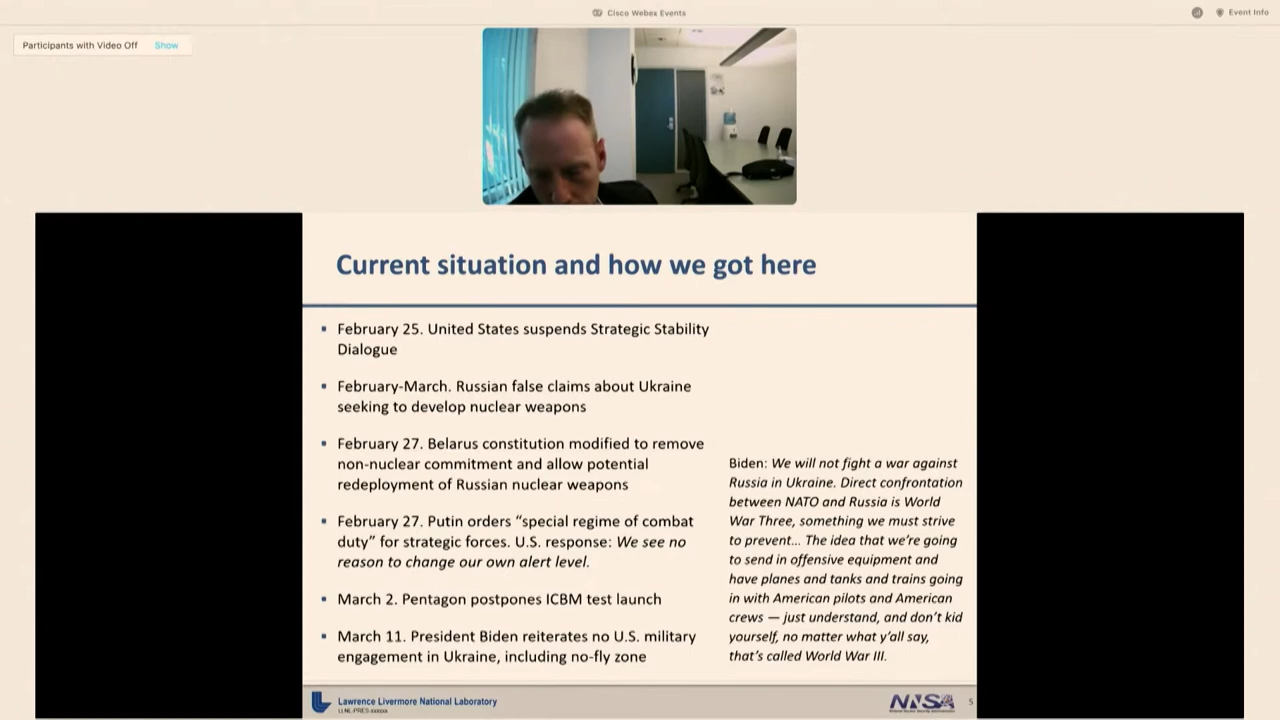 Cisco Webex Events
Event Info
Participants with Video Off Show
Current situation and how we got here
▪ February 25. United States suspends Strategic Stability
Dialogue
▪ February-March. Russian false claims about Ukraine
seeking to develop nuclear weapons
▪ February 27. Belarus constitution modified to remove
non-nuclear commitment and allow potential
redeployment of Russian nuclear weapons
▪ February 27. Putin orders “special regime of combat
duty” for strategic forces. U.S. response: We see no
reason to change our own alert level.
▪ March 2. Pentagon postpones ICBM test launch
▪ March 11. President Biden reiterates no U.S. military
engagement in Ukraine, including no-fly zone
Biden: We will not fight a war against
Russia in Ukraine. Direct confrontation
between NATO and Russia is World
War Three, something we must strive
to prevent… The idea that we’re going
to send in offensive equipment and
have planes and tanks and trains going
in with American pilots and American
crews — just understand, and don’t kid
yourself, no matter what y’all say,
that’s called World War III.
Lawrence Livermore National Laboratory
LLNL-PRES-xxxxxx
NNSA
5